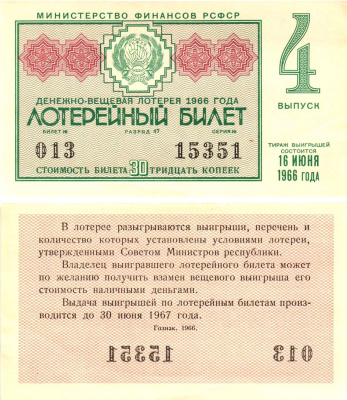 МИНИСТЕРСТВО ФИНАНСОВ РСФСР
ДЕНЕЖНО-ВЕЩЕВАЯ ЛОТЕРЕЯ 1966 ГОДА
ЛОТЕРЕЙНЫЙ БИЛЕТ
БИЛЕТ № РАЗРЯД 47 СЕРИЯ №
013 15351
СТОИМОСТЬ БИЛЕТА 30 ТРИДЦАТЬ КОПЕЕК
4
ВЫПУСК
ТИРАЖ ВЫИГРЫШЕЙ
СОСТОИТСЯ
16 ИЮНЯ
1966 ГОДА
В лотерее разыгрываются выигрыши, перечень и
количество которых установлены условиями лотереи,
утвержденными Советом Министров республики.
Владелец выигравшего лотерейного билета может
по желанию получить взамен вещевого выигрыша его
стоимость наличными деньгами.
Выдача выигрышей по лотерейным билетам произ-
водится до 30 июня 1967 года.
Гознак. 1966.
15351 013